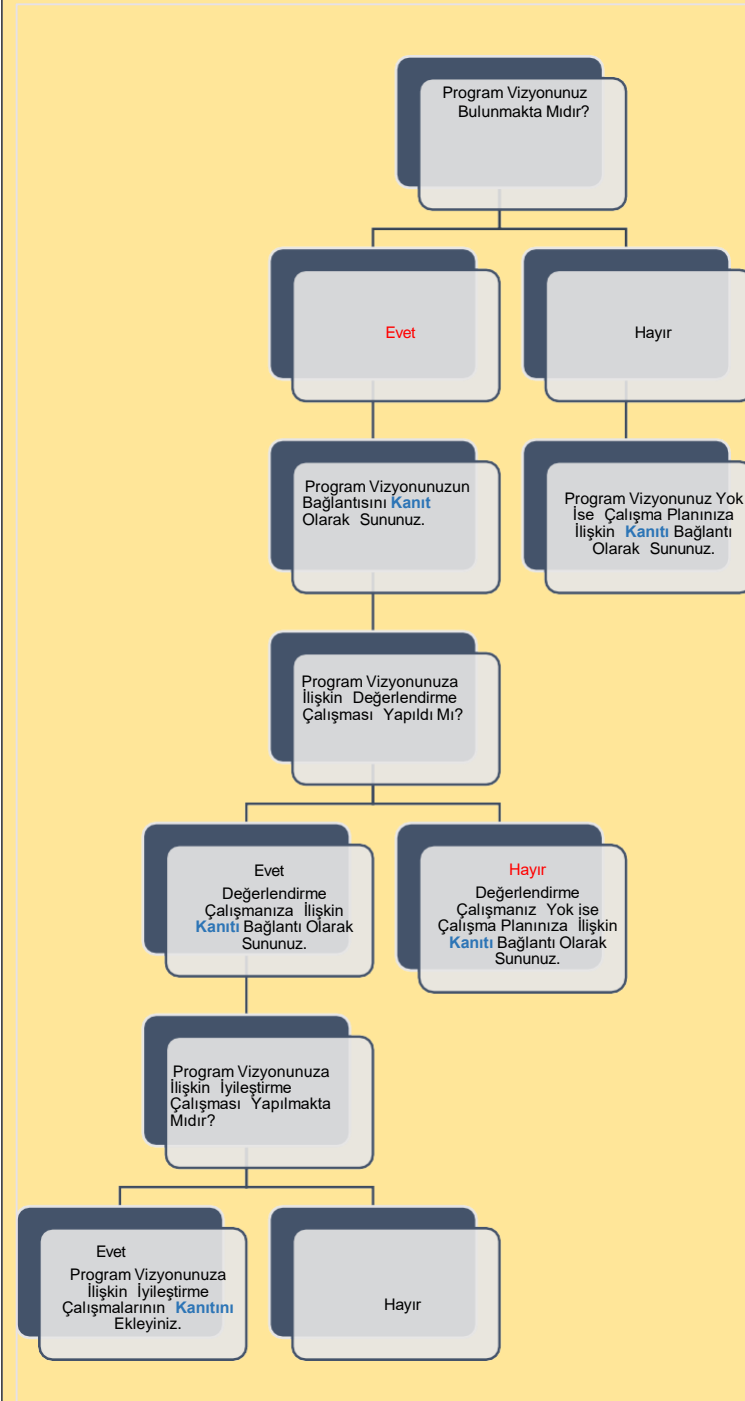 Program Vizyonunuz
Bulunmakta Mıdır?
Evet
Hayır
Program Vizyonunuzun
Bağlantısını Kanıt
Olarak Sununuz.
Program Vizyonunuz Yok
İse Çalışma Planınıza
İlişkin Kanıtı Bağlantı
Olarak Sununuz.
Program Vizyonunuza
İlişkin Değerlendirme
Çalışması Yapıldı Mı?
Evet
Değerlendirme
Çalışmanıza İlişkin
Kanıtı Bağlantı Olarak
Sununuz.
Hayır
Değerlendirme
Çalışmanız Yok ise
Çalışma Planınıza İlişkin
Kanıtı Bağlantı Olarak
Sununuz.
Program Vizyonunuza
İlişkin İyileştirme
Çalışması Yapılmakta
Mıdır?
Evet
Program Vizyonunuza
İlişkin İyileştirme
Çalışmalarının Kanıtını
Ekleyiniz.
Hayır